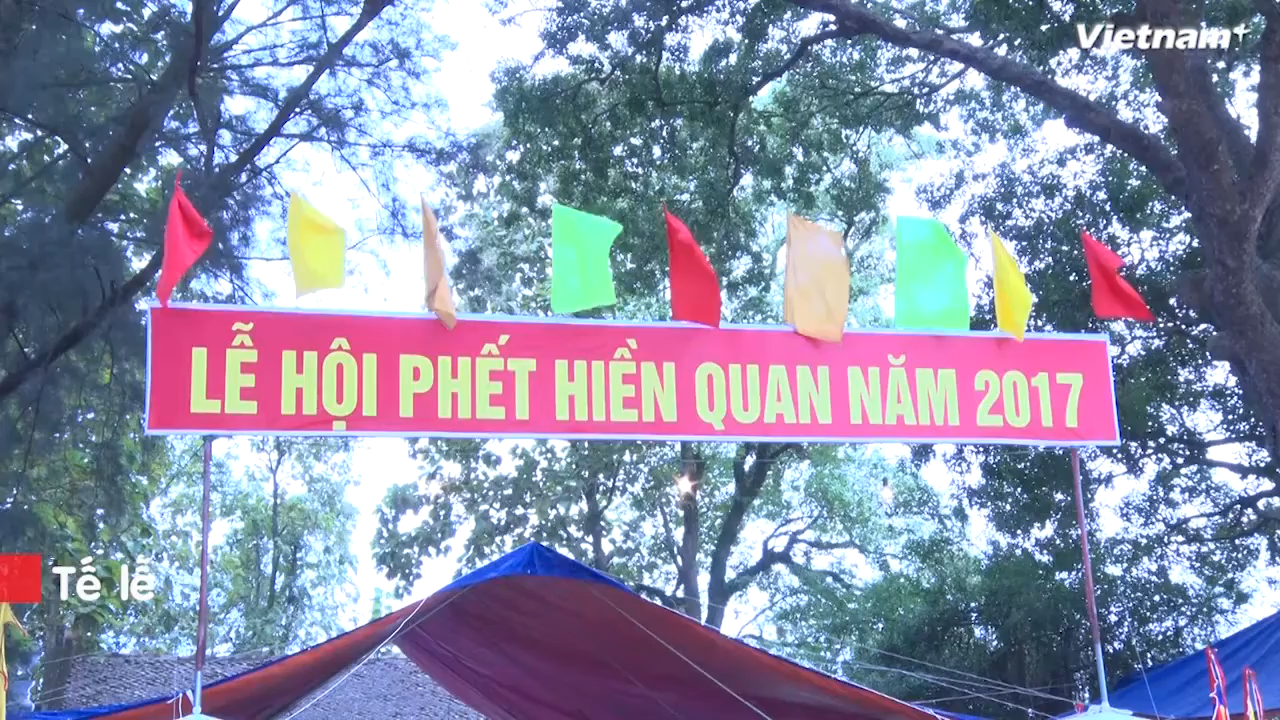 Vietnam+
LỄ HỘI PHẾT HIỀN QUAN NĂM 2017
Tế lễ